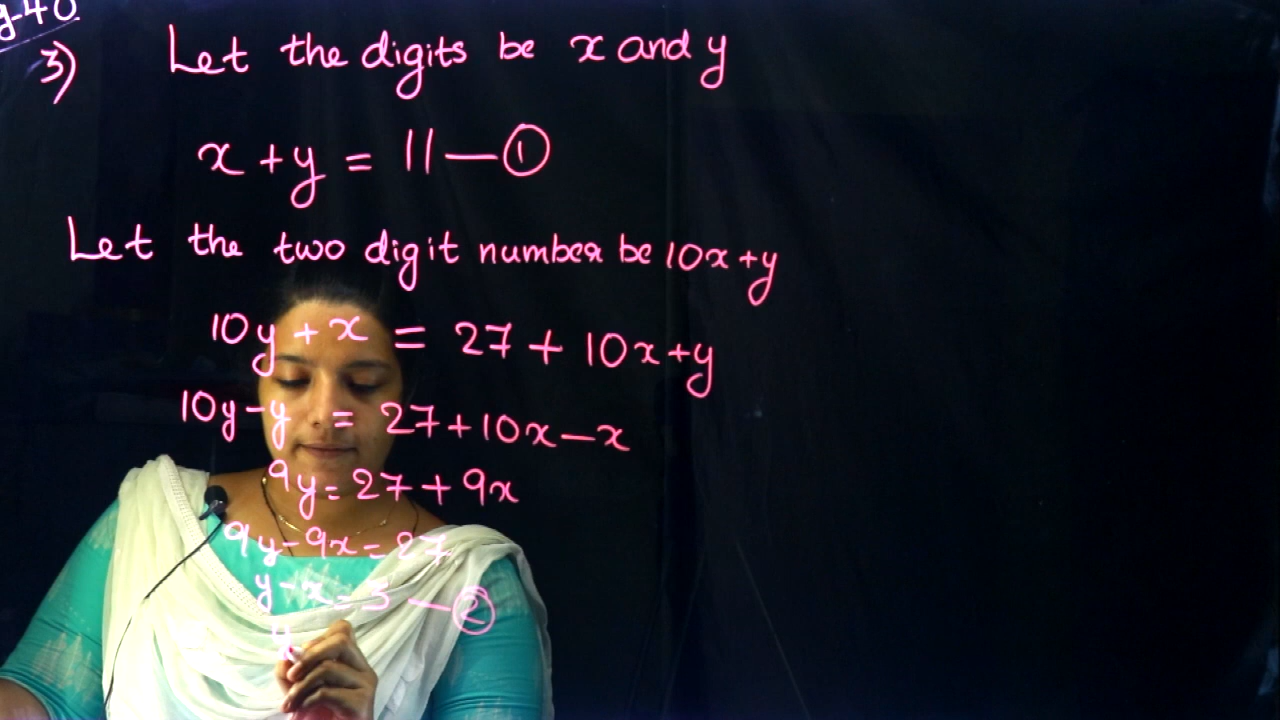 g-40
3) Let the digits be x and y
x + y = 11 — ①
Let the two digit number be 10x + y
10y + x = 27 + 10x + y
10y - y = 27 + 10x - x
9y = 27 + 9x
9y - 9x = 27
y - x = 3 — ②